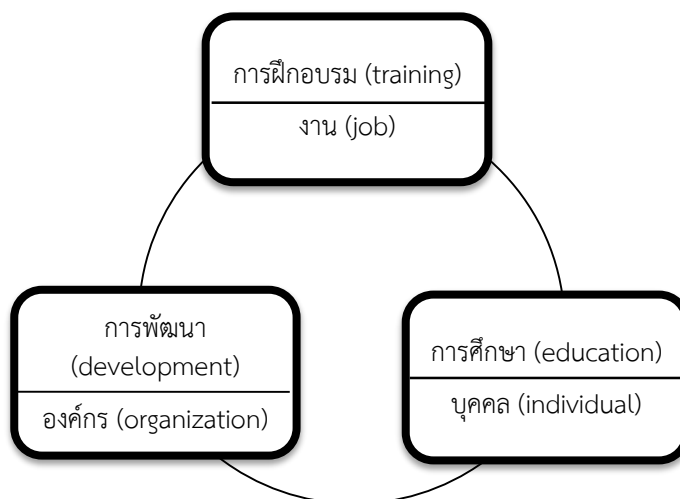 การฝึกอบรม (training)
งาน (job)
การพัฒนา
(development)
องค์กร (organization)
การศึกษา (education)
บุคคล (individual)